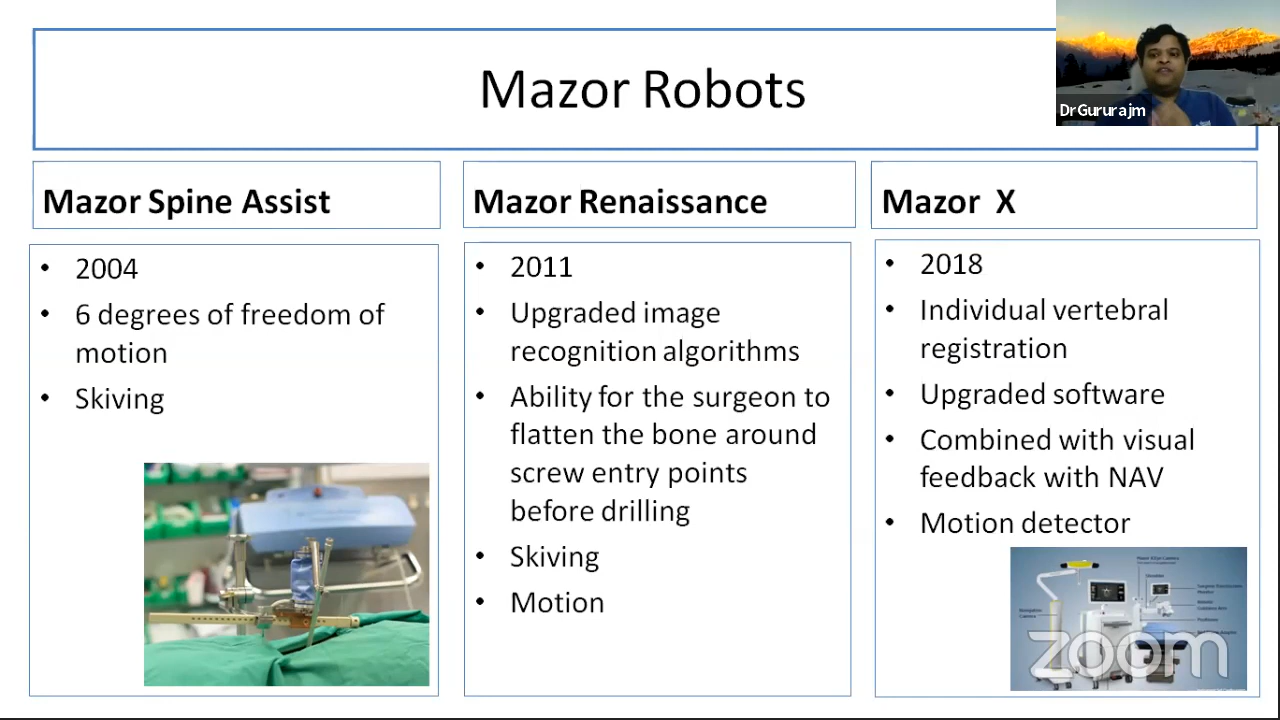 Mazor Robots
DrGururajm
Mazor Spine Assist
• 2004
• 6 degrees of freedom of
motion
• Skiving
Mazor Renaissance
• 2011
• Upgraded image
recognition algorithms
• Ability for the surgeon to
flatten the bone around
screw entry points
before drilling
• Skiving
• Motion
Mazor X
• 2018
• Individual vertebral
registration
• Upgraded software
• Combined with visual
feedback with NAV
• Motion detector
zoom